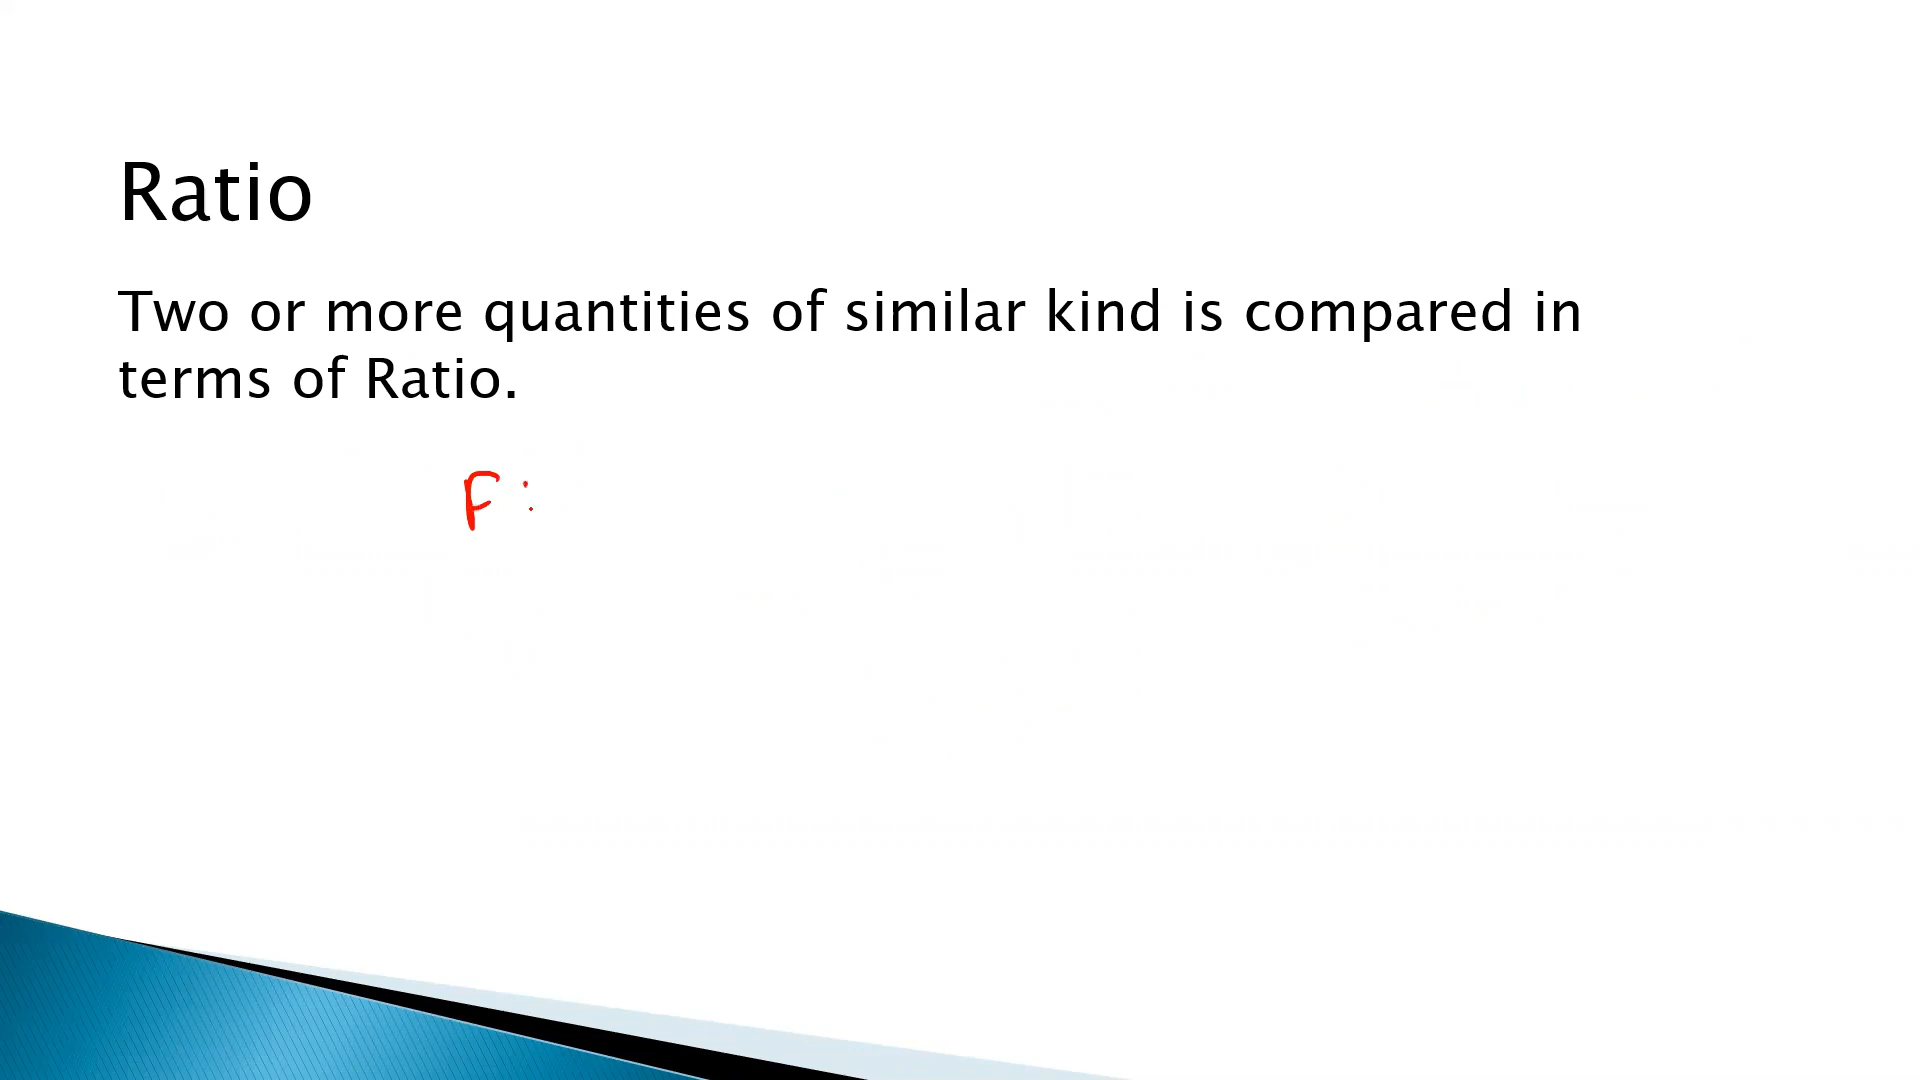 Ratio
Two or more quantities of similar kind is compared in
terms of Ratio.
F :